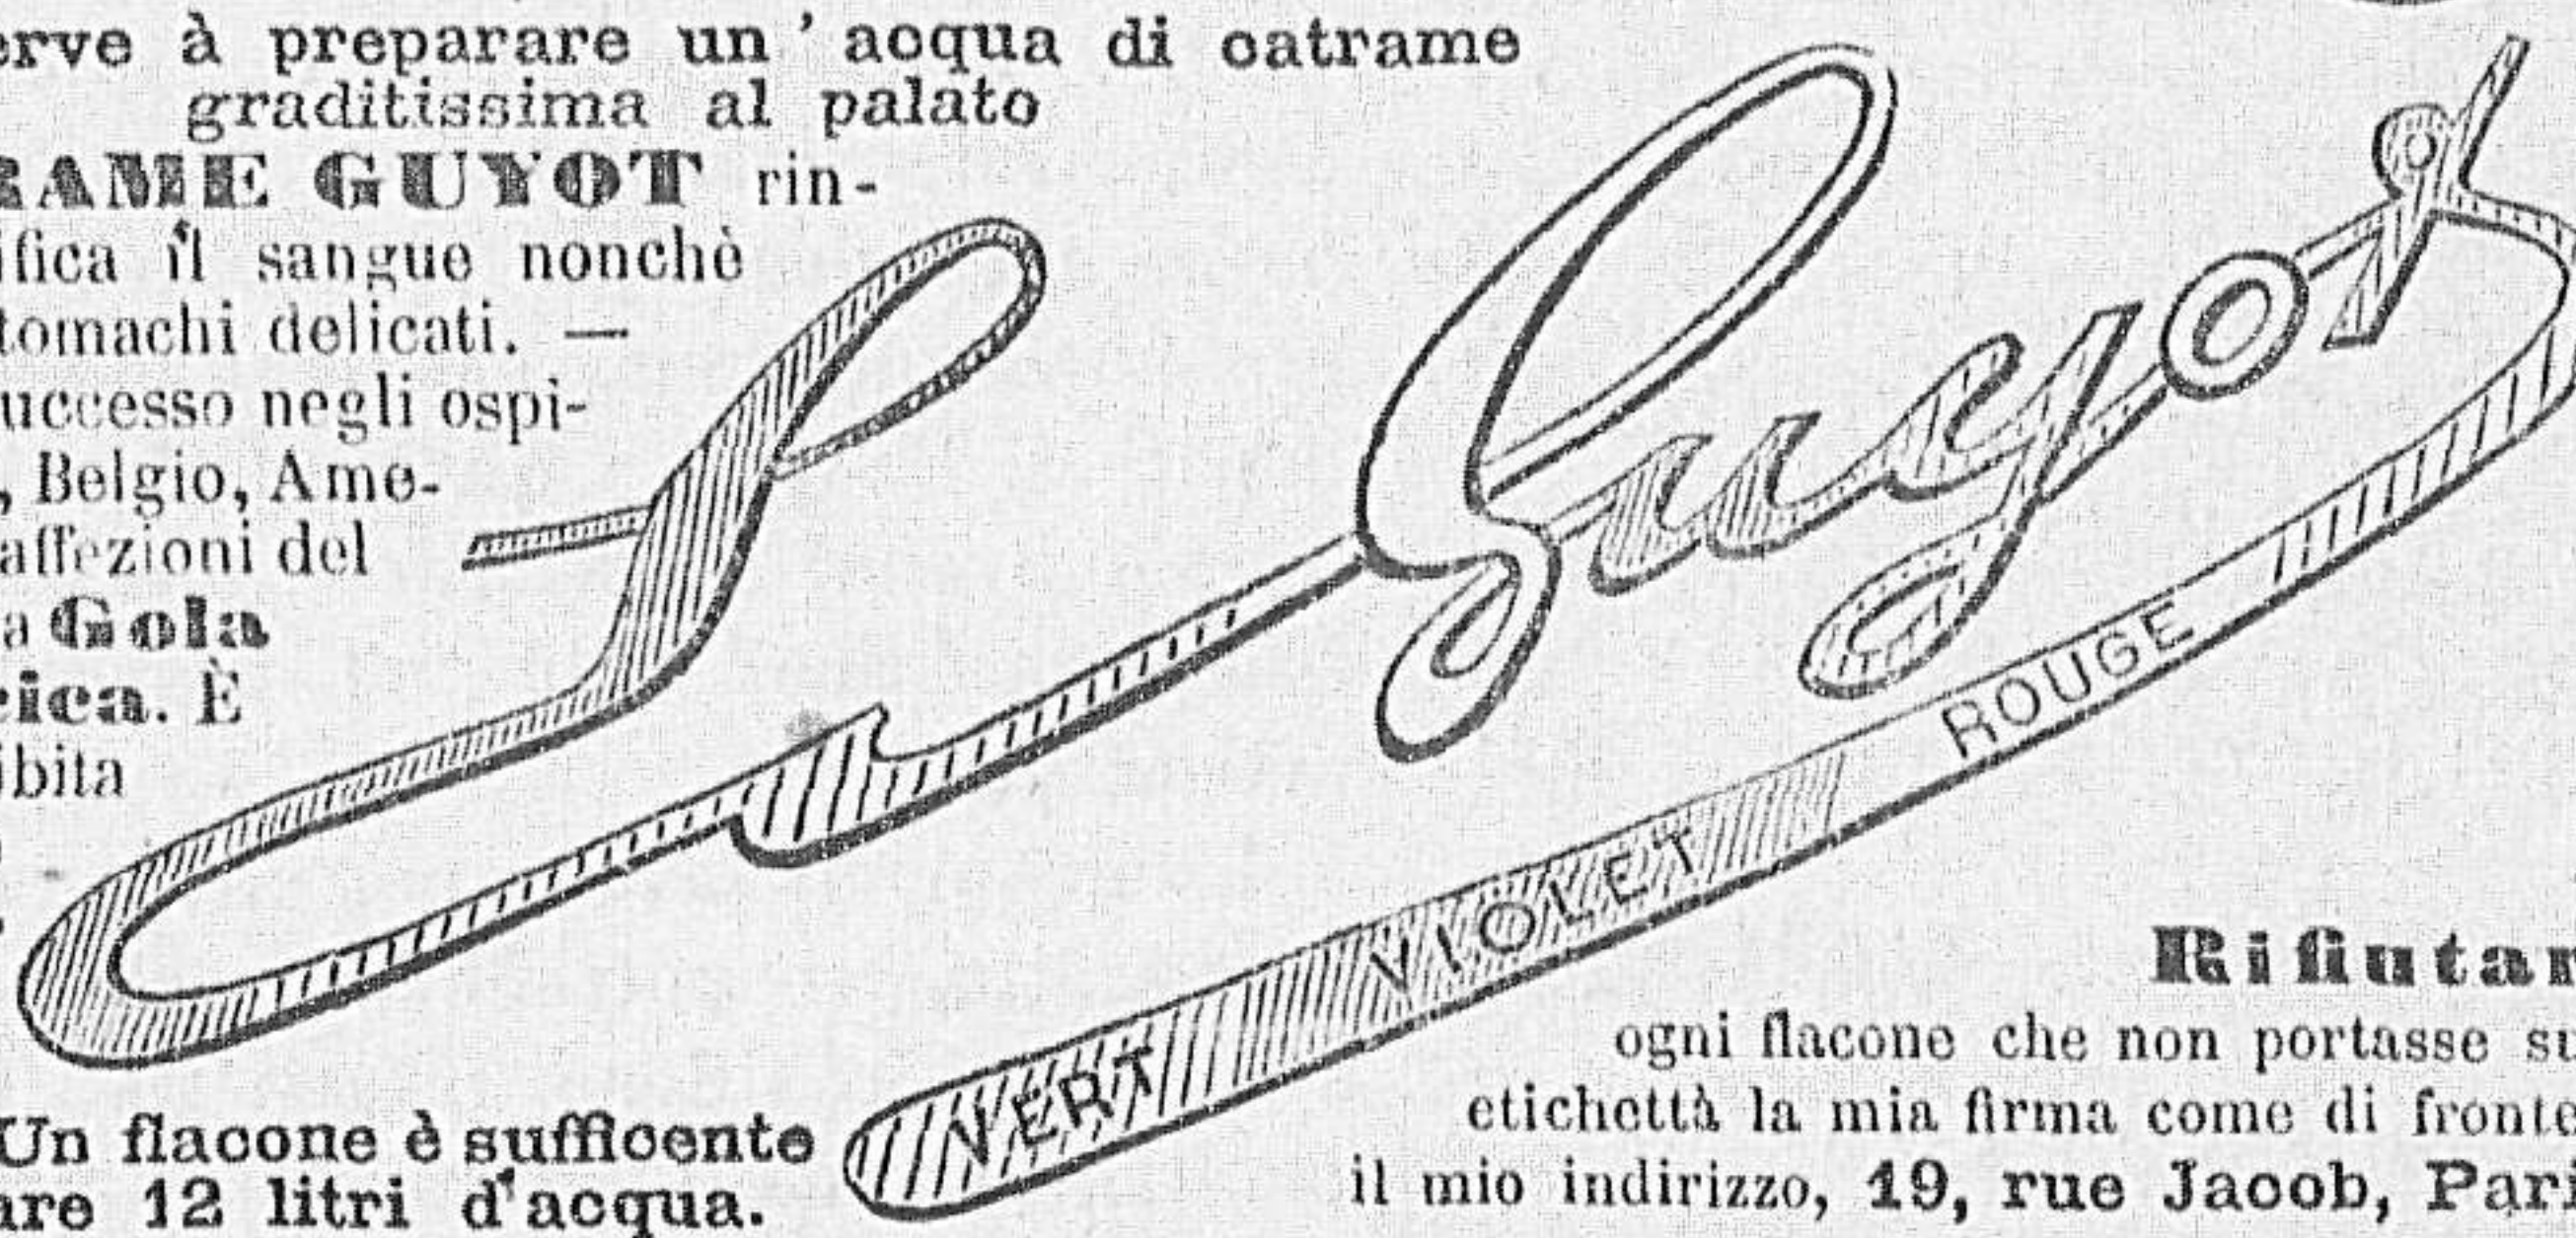 erve à preparare un' acqua di catrame
graditissima al palato
RAME GUYOT rin-
ifica il sangue nonchè
tomachi delicati. —
uccesso negli ospi-
, Belgio, Ame-
affezioni del
a Gola
cica. È
ibita
Guyot
ROUGE
VIOLET
VERT
Un flacone è sufficente
are 12 litri d'acqua.
Rifiutar
ogni flacone che non portasse su
etichettà la mia firma come di fronte
il mio indirizzo, 19, rue Jacob, Pari